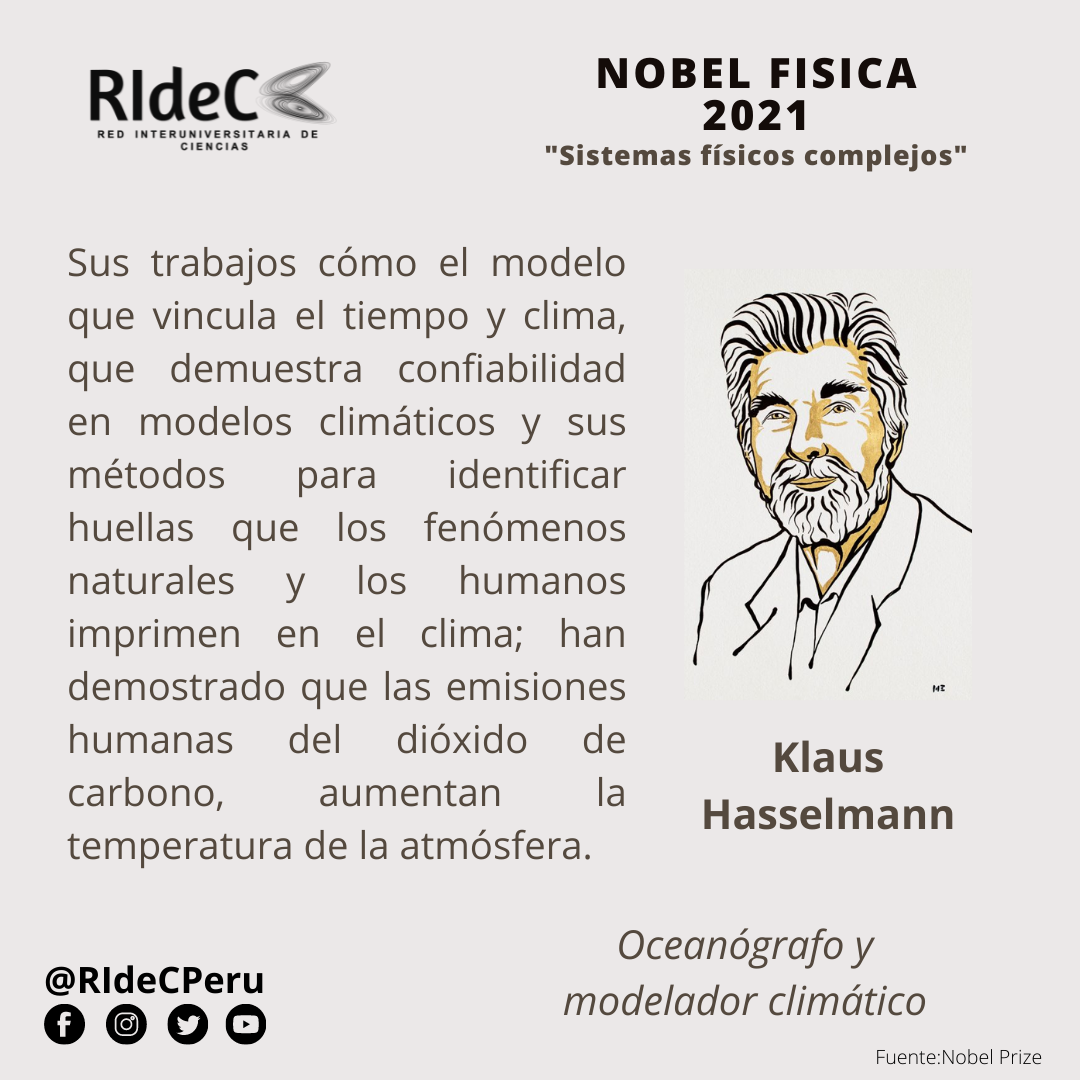 RIdeC
RED INTERUNIVERSITARIA DE
CIENCIAS
NOBEL FISICA
2021
"Sistemas físicos complejos"
Sus trabajos cómo el modelo
que vincula el tiempo y clima,
que demuestra confiabilidad
en modelos climáticos y sus
métodos para identificar
huellas que los fenómenos
naturales y los humanos
imprimen en el clima; han
demostrado que las emisiones
humanas del dióxido de
carbono, aumentan la
temperatura de la atmósfera.
Klaus
Hasselmann
Oceanógrafo y
modelador climático
@RIdeCPeru
Fuente:Nobel Prize